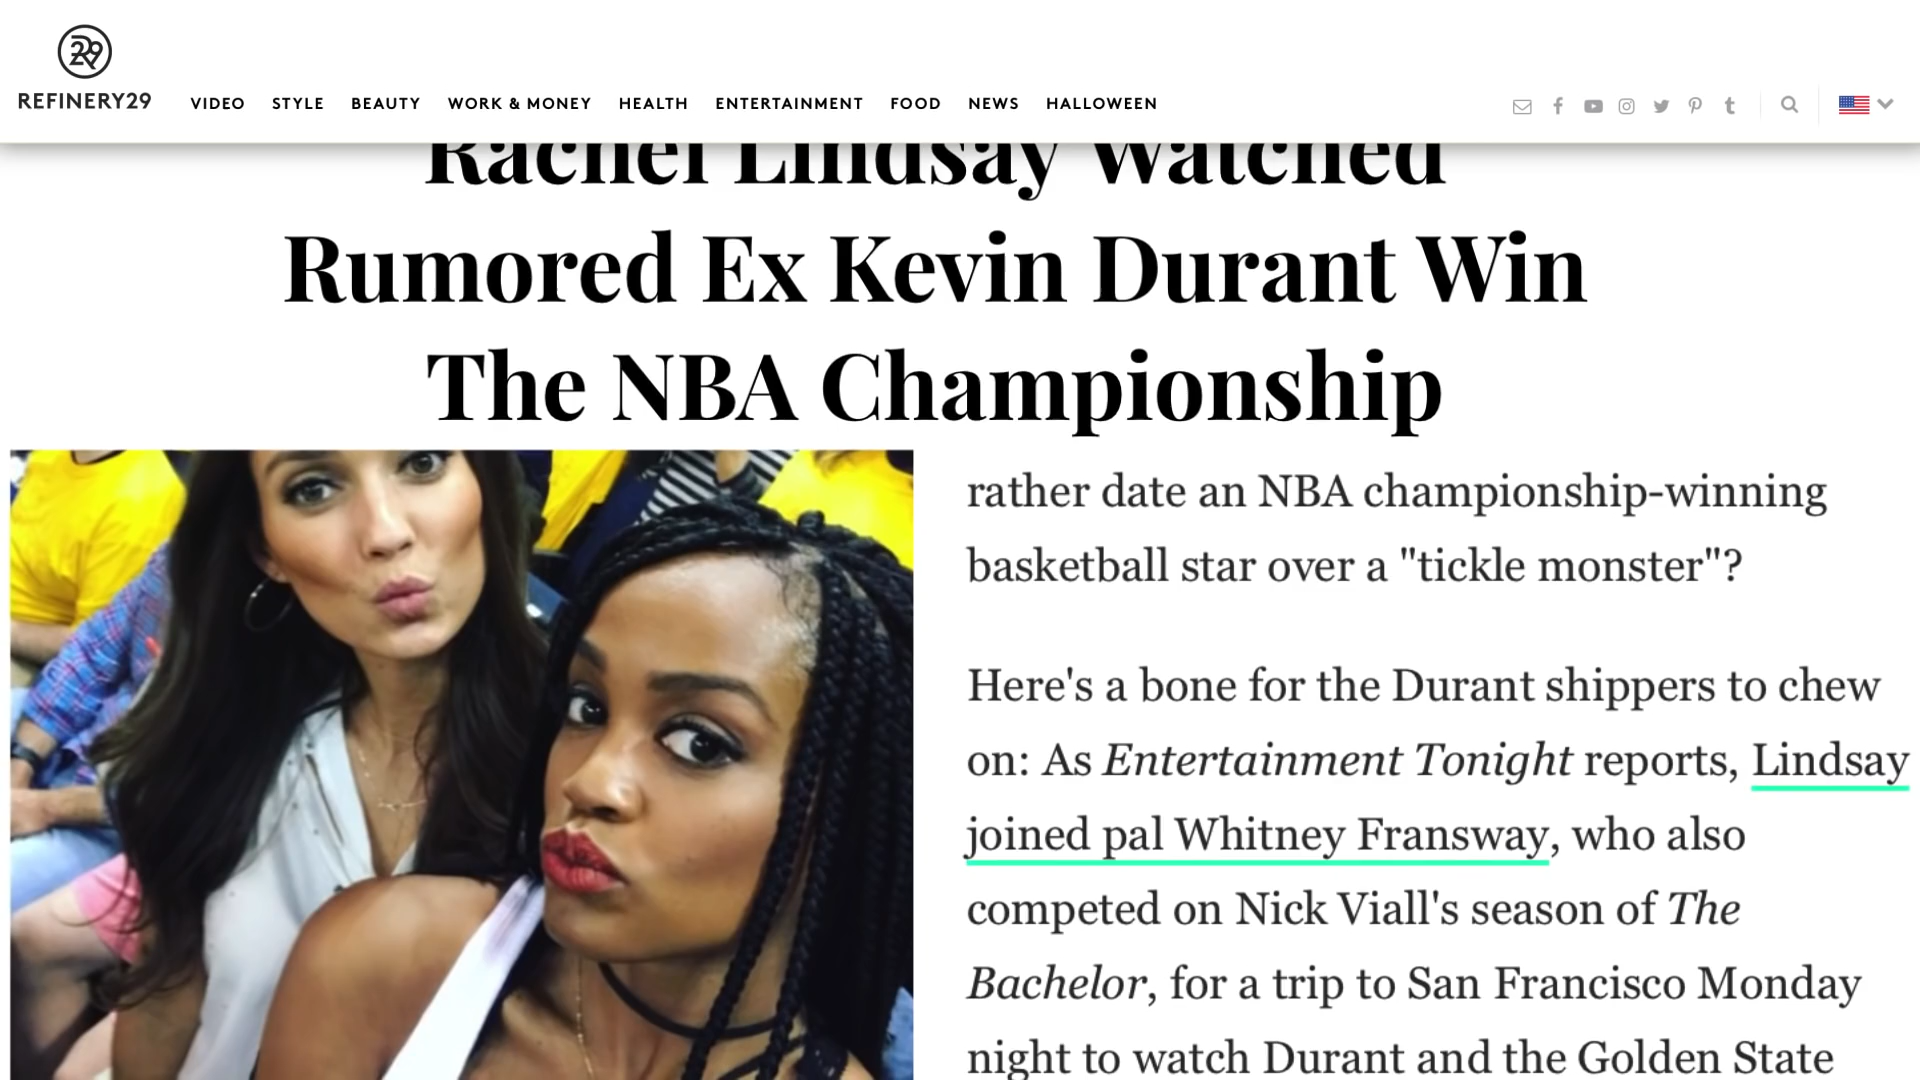 REFINERY29
VIDEO STYLE BEAUTY WORK & MONEY HEALTH ENTERTAINMENT FOOD NEWS HALLOWEEN
Rachel Lindsay Watched
Rumored Ex Kevin Durant Win
The NBA Championship
rather date an NBA championship-winning
basketball star over a "tickle monster"?
Here's a bone for the Durant shippers to chew
on: As Entertainment Tonight reports, Lindsay
joined pal Whitney Fransway, who also
competed on Nick Viall's season of The
Bachelor, for a trip to San Francisco Monday
night to watch Durant and the Golden State